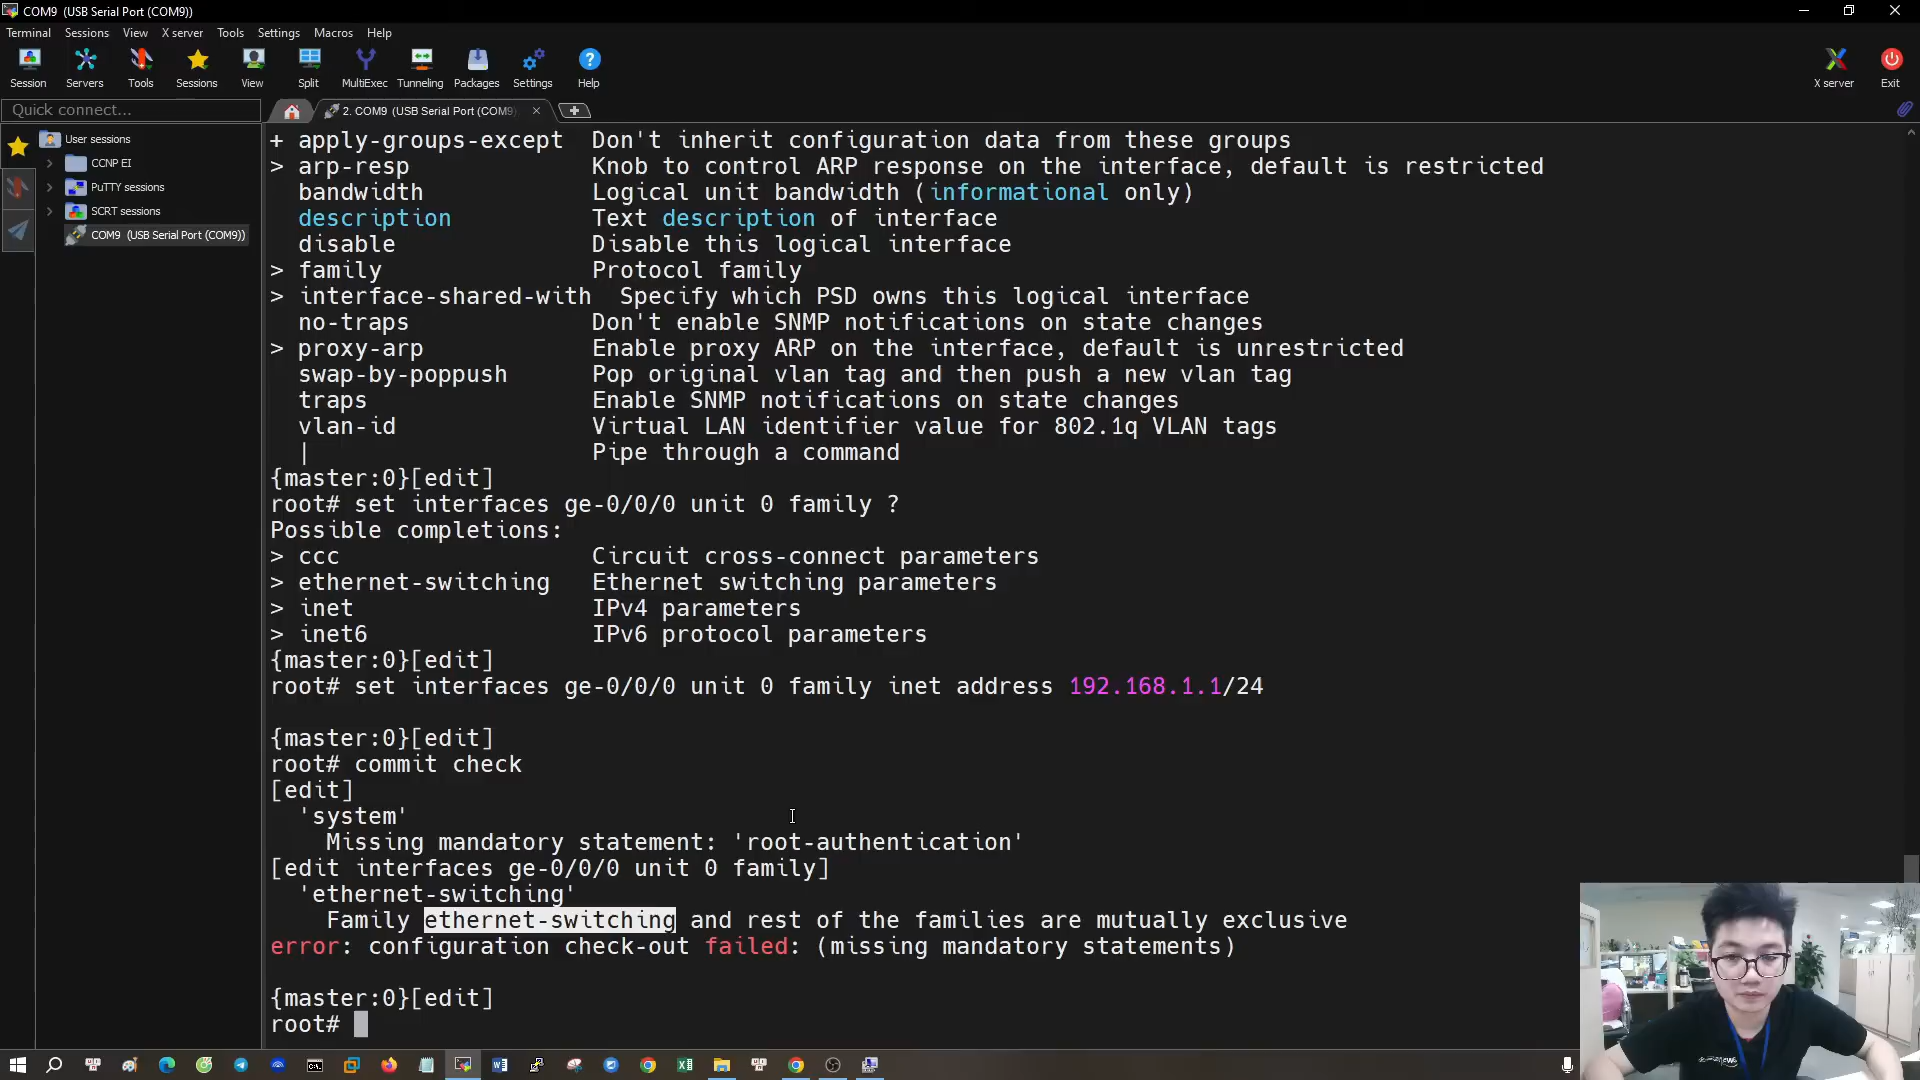 COM9 (USB Serial Port (COM9))
Terminal Sessions View X server Tools Settings Macros Help
Session Servers Tools Sessions View Split MultiExec Tunneling Packages Settings Help X server Exit
Quick connect...
2. COM9 (USB Serial Port (COM9)
User sessions
CCNP EI
PuTTY sessions
SCRT sessions
COM9 (USB Serial Port (COM9))
+ apply-groups-except Don't inherit configuration data from these groups
> arp-resp Knob to control ARP response on the interface, default is restricted
bandwidth Logical unit bandwidth (informational only)
description Text description of interface
disable Disable this logical interface
> family Protocol family
> interface-shared-with Specify which PSD owns this logical interface
no-traps Don't enable SNMP notifications on state changes
> proxy-arp Enable proxy ARP on the interface, default is unrestricted
swap-by-poppush Pop original vlan tag and then push a new vlan tag
traps Enable SNMP notifications on state changes
vlan-id Virtual LAN identifier value for 802.1q VLAN tags
| Pipe through a command
{master:0}[edit]
root# set interfaces ge-0/0/0 unit 0 family ?
Possible completions:
> ccc Circuit cross-connect parameters
> ethernet-switching Ethernet switching parameters
> inet IPv4 parameters
> inet6 IPv6 protocol parameters
{master:0}[edit]
root# set interfaces ge-0/0/0 unit 0 family inet address 192.168.1.1/24
{master:0}[edit]
root# commit check
[edit]
'system'
Missing mandatory statement: 'root-authentication'
[edit interfaces ge-0/0/0 unit 0 family]
'ethernet-switching'
Family ethernet-switching and rest of the families are mutually exclusive
error: configuration check-out failed: (missing mandatory statements)
{master:0}[edit]
root#